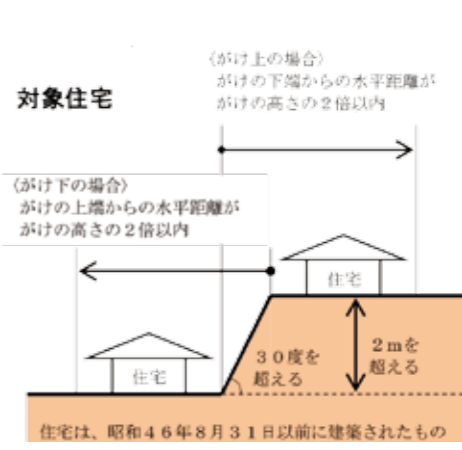 〈がけ上の場合〉
がけの下端からの水平距離が
がけの高さの２倍以内
対象住宅
〈がけ下の場合〉
がけの上端からの水平距離が
がけの高さの２倍以内
住宅
２ｍを
超える
３０度を
超える
住宅
住宅は、昭和４６年８月３１日以前に建築されたもの